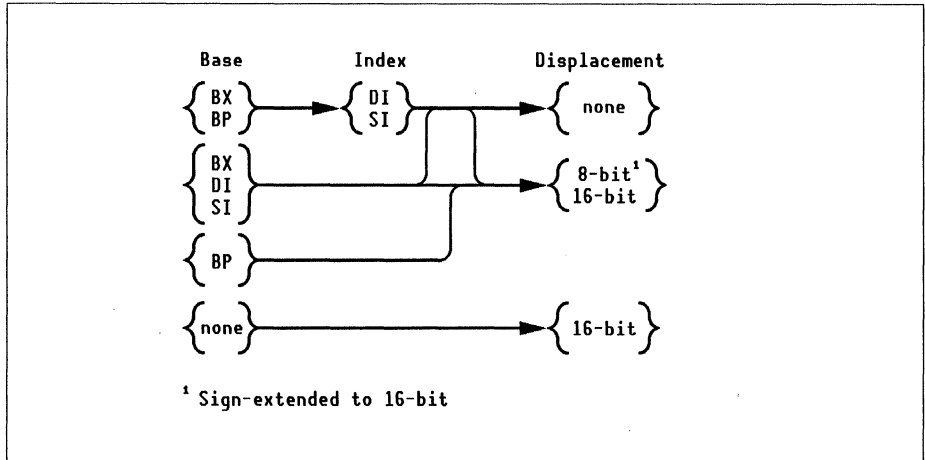 Base Index Displacement
BX DI none
BP SI
BX 8-bit¹
DI 16-bit
SI
BP
none 16-bit
¹ Sign-extended to 16-bit